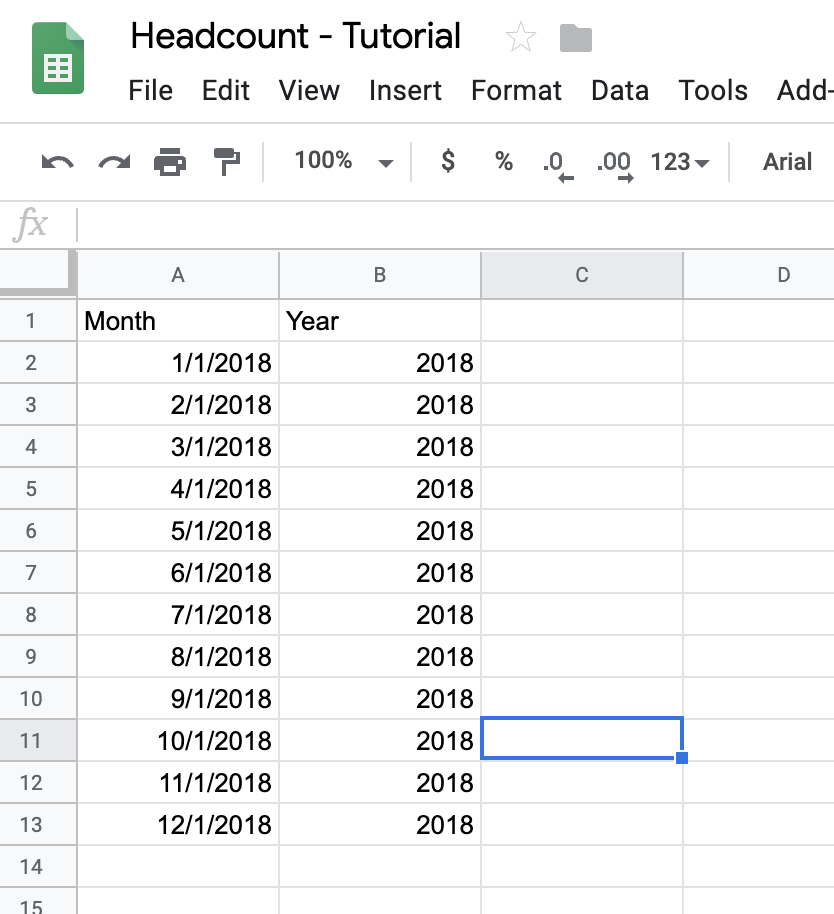 Headcount - Tutorial
File Edit View Insert Format Data Tools Add-
100% $ % .0 .00 123 Arial
fx
A B C D
1 Month Year
2 1/1/2018 2018
3 2/1/2018 2018
4 3/1/2018 2018
5 4/1/2018 2018
6 5/1/2018 2018
7 6/1/2018 2018
8 7/1/2018 2018
9 8/1/2018 2018
10 9/1/2018 2018
11 10/1/2018 2018
12 11/1/2018 2018
13 12/1/2018 2018
14
15